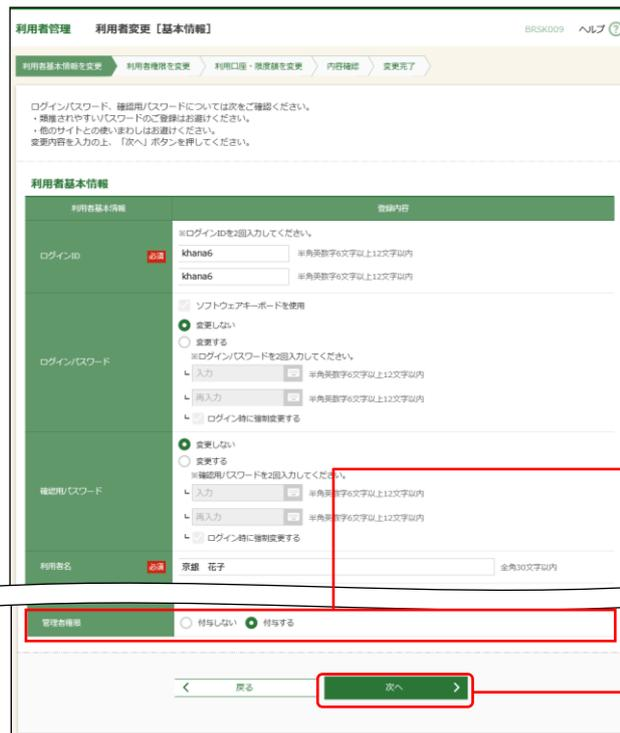 利用者管理 利用者変更［基本情報］ BRSK009 ヘルプ ?
利用者基本情報を変更 利用者権限を変更 利用口座・限度額を変更 内容確認 変更完了
ログインパスワード、確認用パスワードについては次をご確認ください。
・類推されやすいパスワードのご登録はお避けください。
・他のサイトとの使いまわしはお避けください。
変更内容を入力の上、「次へ」ボタンを押してください。
利用者基本情報
利用者基本情報 登録内容
※ログインIDを2回入力してください。
ログインID 必須 khana6 半角英数字6文字以上12文字以内
khana6 半角英数字6文字以上12文字以内
ソフトウェアキーボードを使用
変更しない
変更する
※ログインパスワードを2回入力してください。
ログインパスワード
入力 半角英数字6文字以上12文字以内
再入力 半角英数字6文字以上12文字以内
ログイン時に強制変更する
変更しない
変更する
※確認用パスワードを2回入力してください。
確認用パスワード 入力 半角英数字6文字以上12文字以内
再入力 半角英数字6文字以上12文字以内
ログイン時に強制変更する
利用者名 必須 京銀 花子 全角30文字以内
管理者権限 付与しない 付与する
戻る 次へ